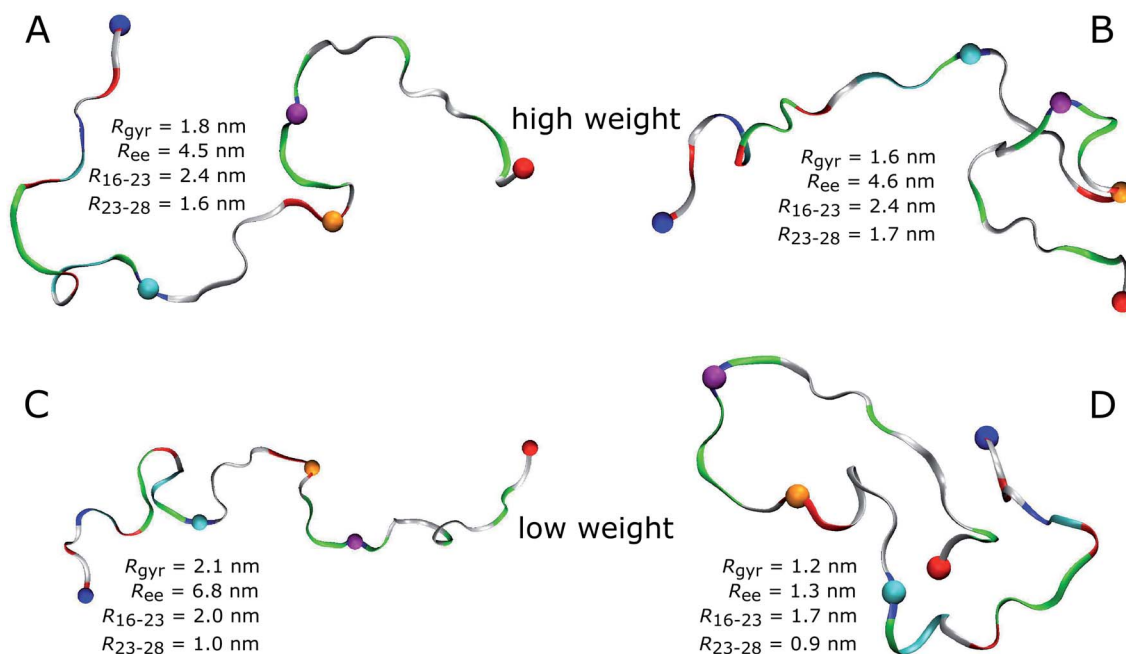 A
R_gyr = 1.8 nm
R_ee = 4.5 nm
R_16-23 = 2.4 nm
R_23-28 = 1.6 nm
high weight
B
R_gyr = 1.6 nm
R_ee = 4.6 nm
R_16-23 = 2.4 nm
R_23-28 = 1.7 nm
C
R_gyr = 2.1 nm
R_ee = 6.8 nm
R_16-23 = 2.0 nm
R_23-28 = 1.0 nm
low weight
D
R_gyr = 1.2 nm
R_ee = 1.3 nm
R_16-23 = 1.7 nm
R_23-28 = 0.9 nm